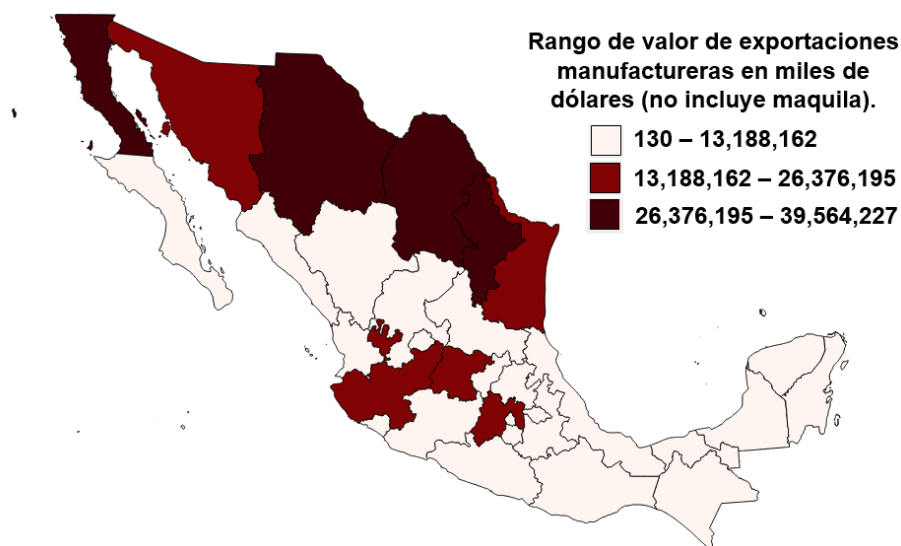 Rango de valor de exportaciones
manufactureras en miles de
dólares (no incluye maquila).
130 – 13,188,162
13,188,162 – 26,376,195
26,376,195 – 39,564,227